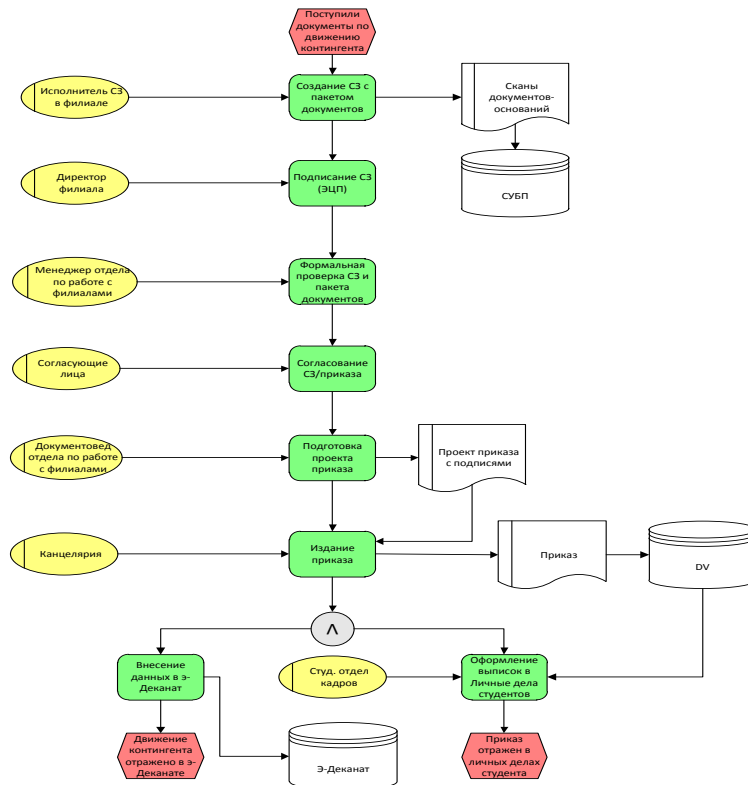 Поступили
документы по
движению
контингента
Исполнитель СЗ
в филиале
Создание СЗ с
пакетом
документов
Сканы
документов-
оснований
Директор
филиала
Подписание СЗ
(ЭЦП)
СУБП
Менеджер отдела
по работе с
филиалами
Формальная
проверка СЗ и
пакета
документов
Согласующие
лица
Согласование
СЗ/приказа
Документовед
отдела по работе
с филиалами
Подготовка
проекта
приказа
Проект приказа
с подписями
Канцелярия
Издание
приказа
Приказ
DV
Λ
Внесение
данных в э-
Деканат
Студ. отдел
кадров
Оформление
выписок в
Личные дела
студентов
Движение
контингента
отражено в э-
Деканате
Э-Деканат
Приказ
отражен в
личных делах
студента